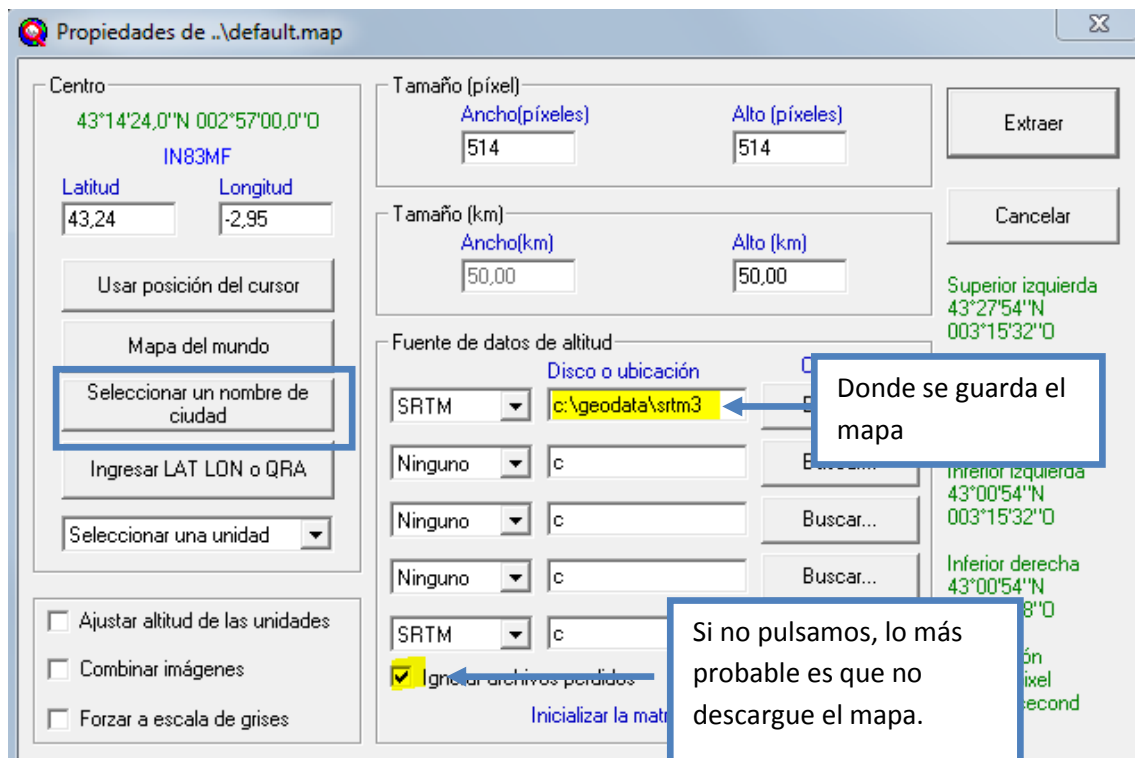 Propiedades de ..\default.map
Centro
43°14'24,0''N 002°57'00,0''O
IN83MF
Latitud Longitud
43,24 -2,95
Usar posición del cursor
Mapa del mundo
Seleccionar un nombre de
ciudad
Ingresar LAT LON o QRA
Seleccionar una unidad
Ajustar altitud de las unidades
Combinar imágenes
Forzar a escala de grises
Tamaño (píxel)
Ancho(píxeles) Alto (píxeles)
514 514
Tamaño (km)
Ancho(km) Alto (km)
50,00 50,00
Fuente de datos de altitud
Disco o ubicación
SRTM c:\geodata\srtm3
Ninguno c
Ninguno c Buscar...
Ninguno c Buscar...
SRTM c
Ignorar archivos perdidos
Inicializar la
Donde se guarda el
mapa
Si no pulsamos, lo más
probable es que no
descargue el mapa.
Extraer
Cancelar
Superior izquierda
43°27'54''N
003°15'32''O
Inferior izquierda
43°00'54''N
003°15'32''O
Inferior derecha
43°00'54''N